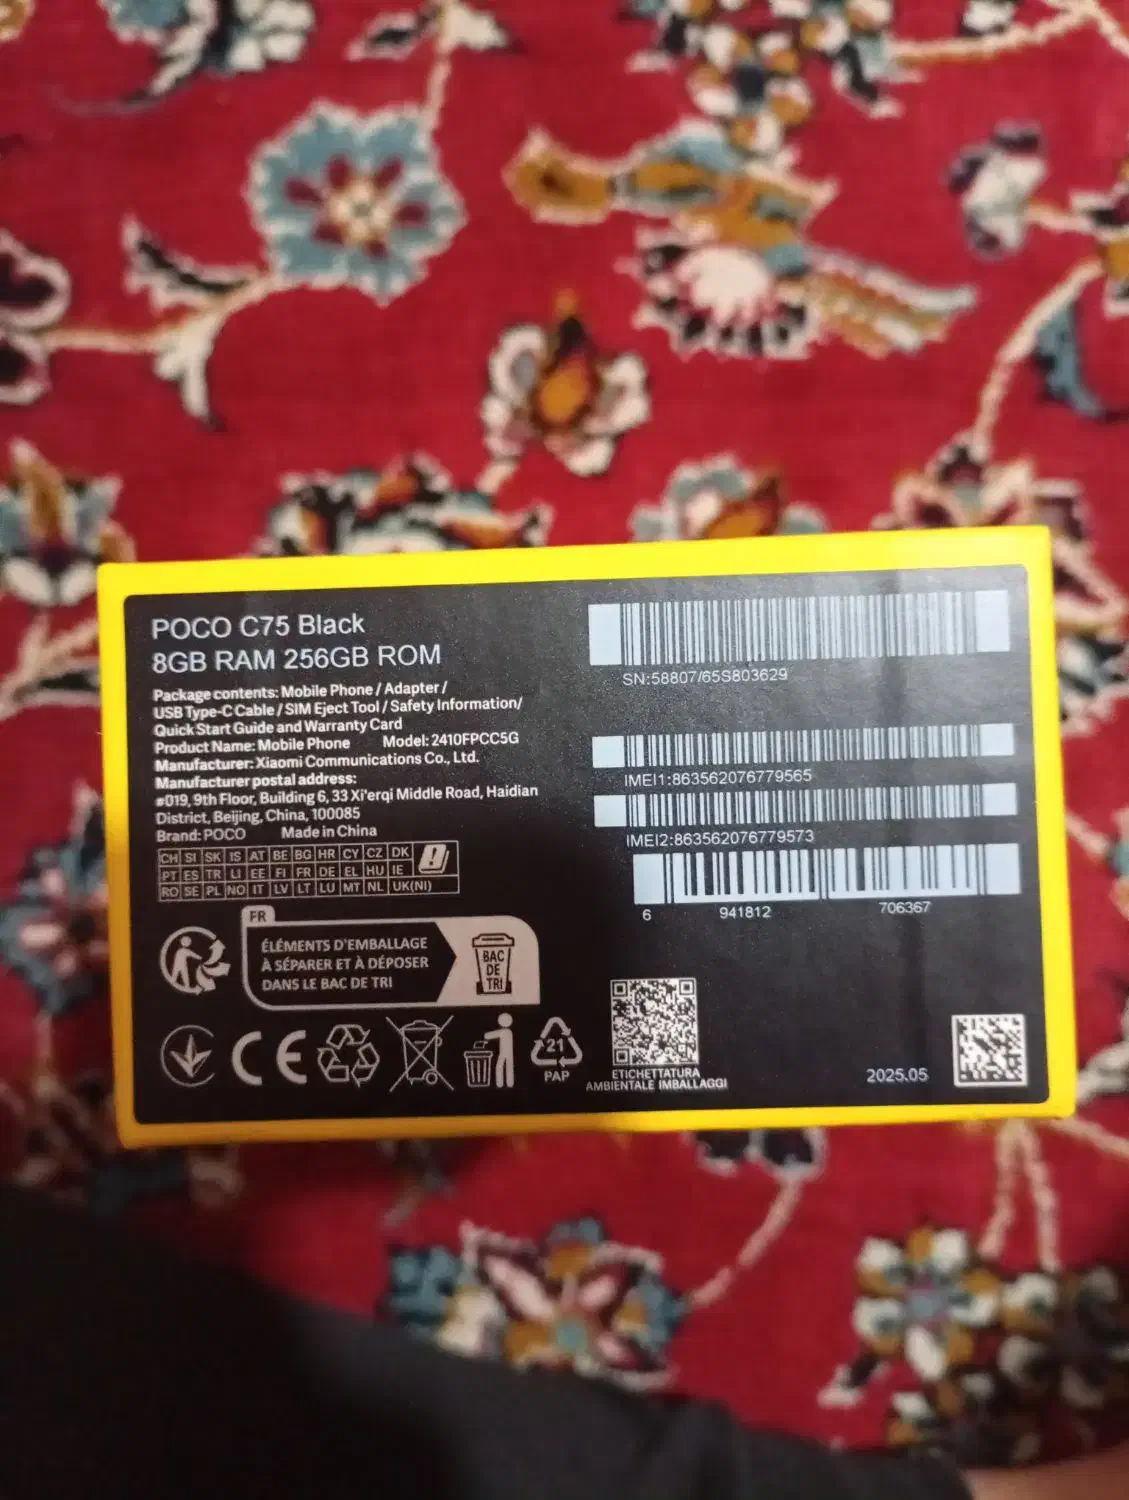 POCO C75 Black
8GB RAM 256GB ROM
Package contents: Mobile Phone / Adapter /
USB Type-C Cable / SIM Eject Tool / Safety Information/
Quick Start Guide and Warranty Card
Product Name: Mobile Phone Model: 2410FPCC5G
Manufacturer: Xiaomi Communications Co., Ltd.
Manufacturer postal address:
#019, 9th Floor, Building 6, 33 Xi'erqi Middle Road, Haidian
District, Beijing, China, 100085
Brand: POCO Made in China
CH SI SK IS AT BE BG HR CY CZ DK
PT ES TR LI EE FI FR DE EL HU IE
RO SE PL NO IT LV LT LU MT NL UK(NI)
FR
ÉLÉMENTS D'EMBALLAGE
À SÉPARER ET À DÉPOSER
DANS LE BAC DE TRI
BAC
DE
TRI
CE
21
PAP
SN:58807/65S803629
IMEI1:863562076779565
IMEI2:863562076779573
6 941812 706367
ETICHETTATURA
AMBIENTALE IMBALLAGGI
2025.05